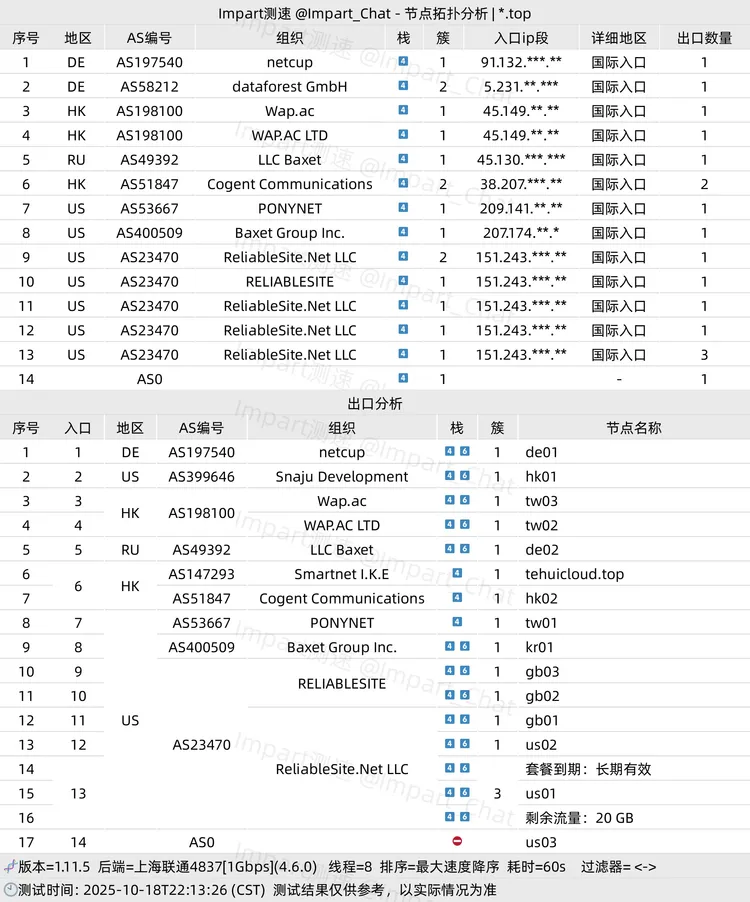 Impart测速 @Impart_Chat - 节点拓扑分析 | *.top
序号 地区 AS编号 组织 栈 簇 入口ip段 详细地区 出口数量
1 DE AS197540 netcup 4 1 91.132.***.** 国际入口 1
2 DE AS58212 dataforest GmbH 4 2 5.231.**.*** 国际入口 1
3 HK AS198100 Wap.ac 4 1 45.149.**.** 国际入口 1
4 HK AS198100 WAP.AC LTD 4 1 45.149.**.** 国际入口 1
5 RU AS49392 LLC Baxet 4 1 45.130.***.*** 国际入口 1
6 HK AS51847 Cogent Communications 4 2 38.207.***.** 国际入口 2
7 US AS53667 PONYNET 4 1 209.141.**.** 国际入口 1
8 US AS400509 Baxet Group Inc. 4 1 207.174.**.* 国际入口 1
9 US AS23470 ReliableSite.Net LLC 4 2 151.243.***.** 国际入口 1
10 US AS23470 RELIABLESITE 4 1 151.243.***.** 国际入口 1
11 US AS23470 ReliableSite.Net LLC 4 1 151.243.***.** 国际入口 1
12 US AS23470 ReliableSite.Net LLC 4 1 151.243.***.** 国际入口 1
13 US AS23470 ReliableSite.Net LLC 4 1 151.243.***.** 国际入口 3
14 AS0 4 1 - 1
出口分析
序号 入口 地区 AS编号 组织 栈 簇 节点名称
1 1 DE AS197540 netcup 4 6 1 de01
2 2 US AS399646 Snaju Development 4 6 1 hk01
3 3 HK AS198100 Wap.ac 4 6 1 tw03
4 4 WAP.AC LTD 4 6 1 tw02
5 5 RU AS49392 LLC Baxet 4 6 1 de02
6 6 HK AS147293 Smartnet I.K.E 4 1 tehuicloud.top
7 AS51847 Cogent Communications 4 1 hk02
8 7 US AS53667 PONYNET 4 1 tw01
9 8 AS400509 Baxet Group Inc. 4 6 1 kr01
10 9 AS23470 RELIABLESITE 4 6 1 gb03
11 10 4 6 1 gb02
12 11 ReliableSite.Net LLC 4 6 1 gb01
13 12 4 6 1 us02
14 13 4 6 3 套餐到期：长期有效
15 4 6 us01
16 4 6 剩余流量：20 GB
17 14 AS0 us03
版本=1.11.5 后端=上海联通4837[1Gbps](4.6.0) 线程=8 排序=最大速度降序 耗时=60s 过滤器= <->
测试时间: 2025-10-18T22:13:26 (CST) 测试结果仅供参考，以实际情况为准